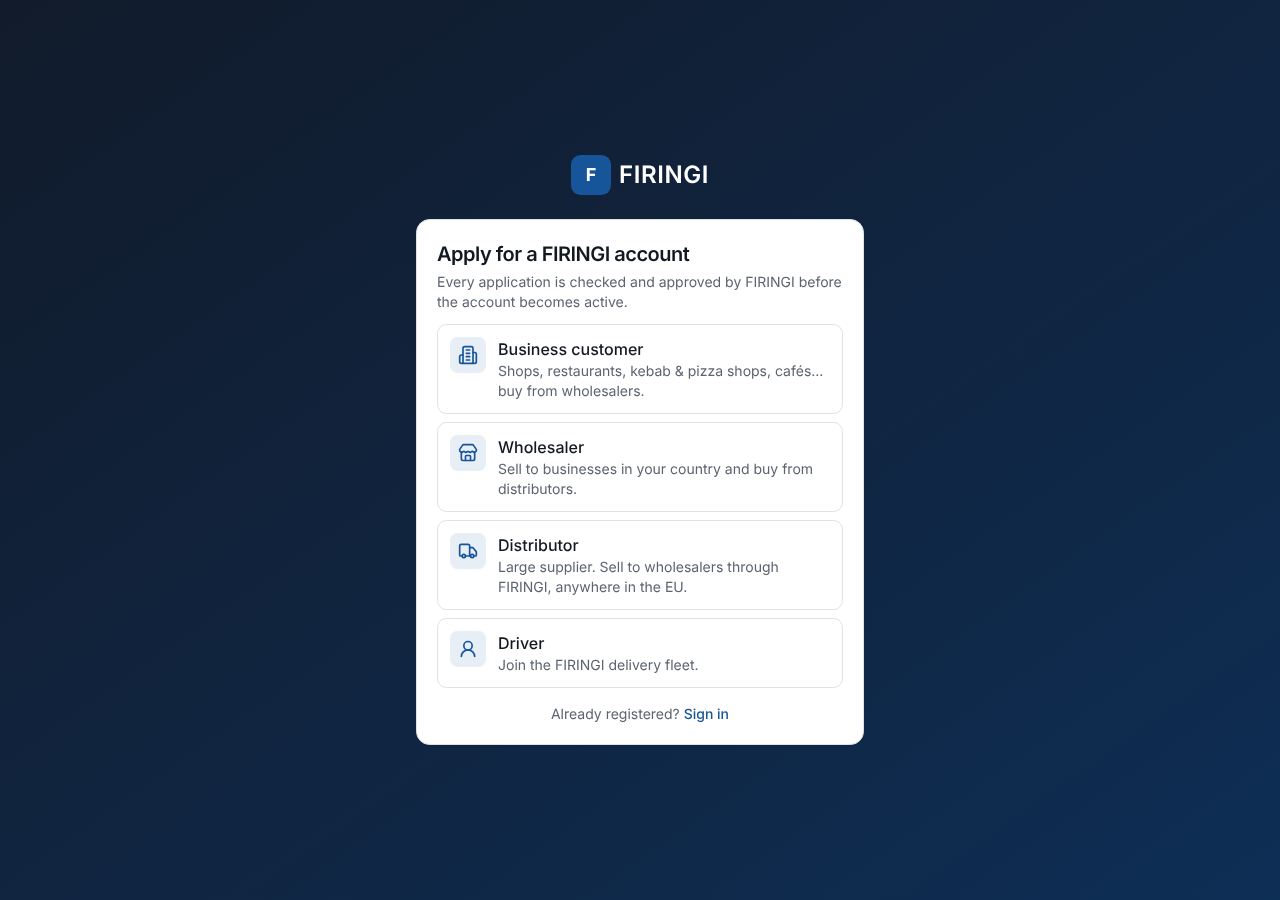 F FIRINGI
Apply for a FIRINGI account
Every application is checked and approved by FIRINGI before
the account becomes active.
Business customer
Shops, restaurants, kebab & pizza shops, cafés…
buy from wholesalers.
Wholesaler
Sell to businesses in your country and buy from
distributors.
Distributor
Large supplier. Sell to wholesalers through
FIRINGI, anywhere in the EU.
Driver
Join the FIRINGI delivery fleet.
Already registered? Sign in